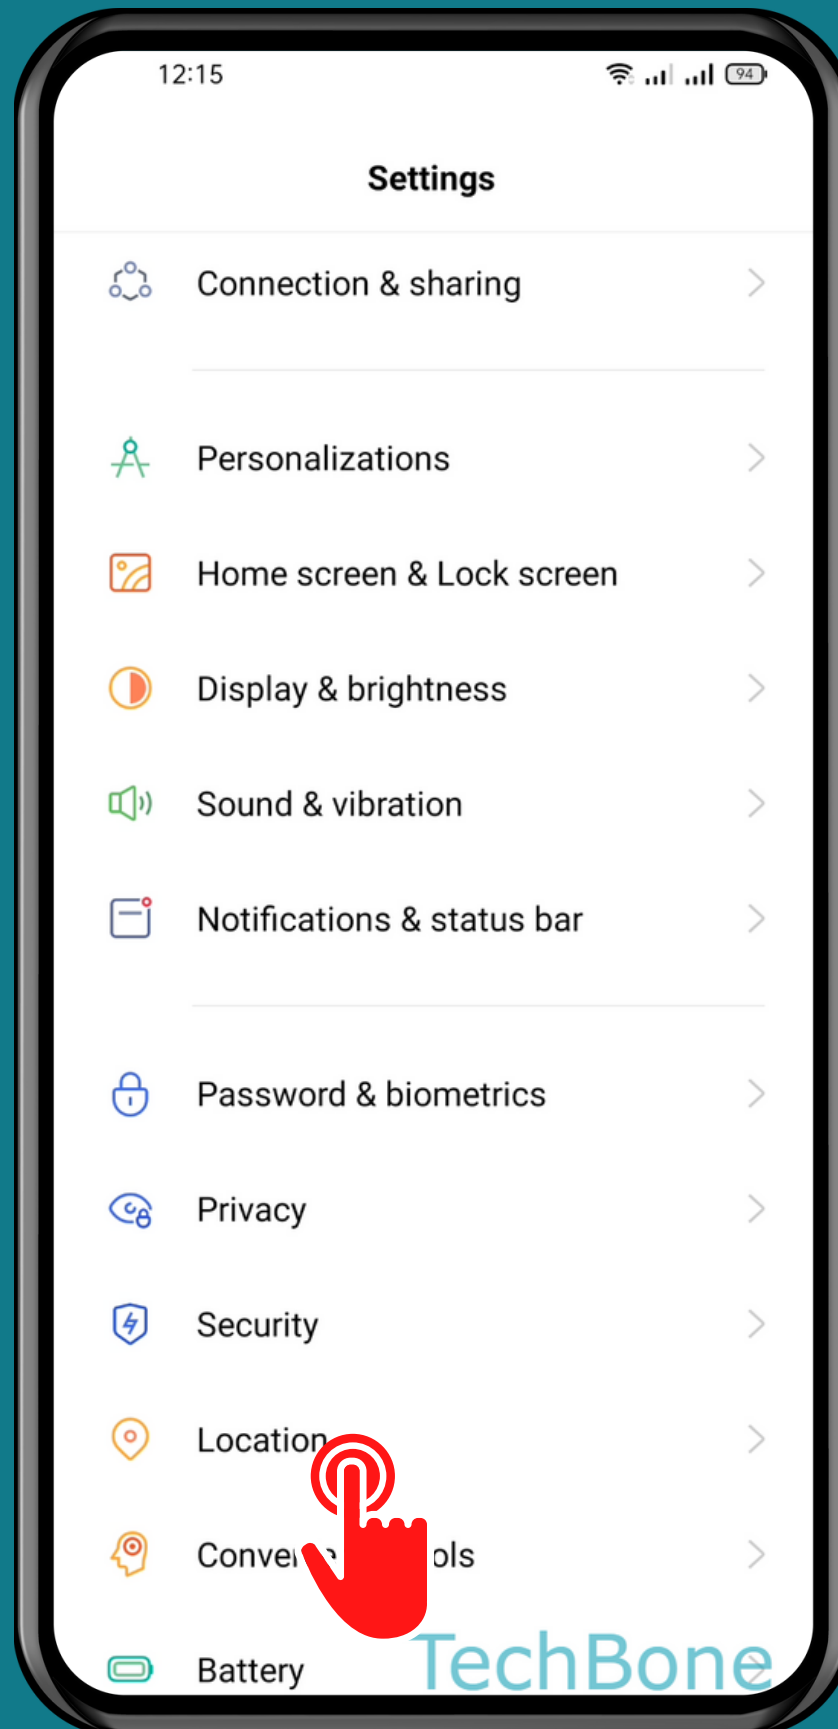 12:15
94
Settings
Connection & sharing
Personalizations
Home screen & Lock screen
Display & brightness
Sound & vibration
Notifications & status bar
Password & biometrics
Privacy
Security
Location
Battery
TechBone